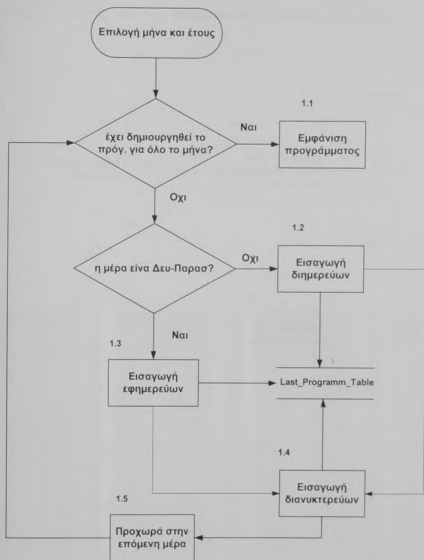 Επιλογή μήνα και έτους
έχει δημιουργηθεί το
πρόγ. για όλο το μήνα?
Ναι
1.1
Εμφάνιση
προγράμματος
Οχι
1.2
η μέρα είνα Δευ-Παρασ?
Οχι
Εισαγωγή
διημερεύων
Ναι
1.3
Εισαγωγή
εφημερεύων
Last_Programm_Table
1.4
Εισαγωγή
διανυκτερεύων
1.5
Προχωρά στην
επόμενη μέρα